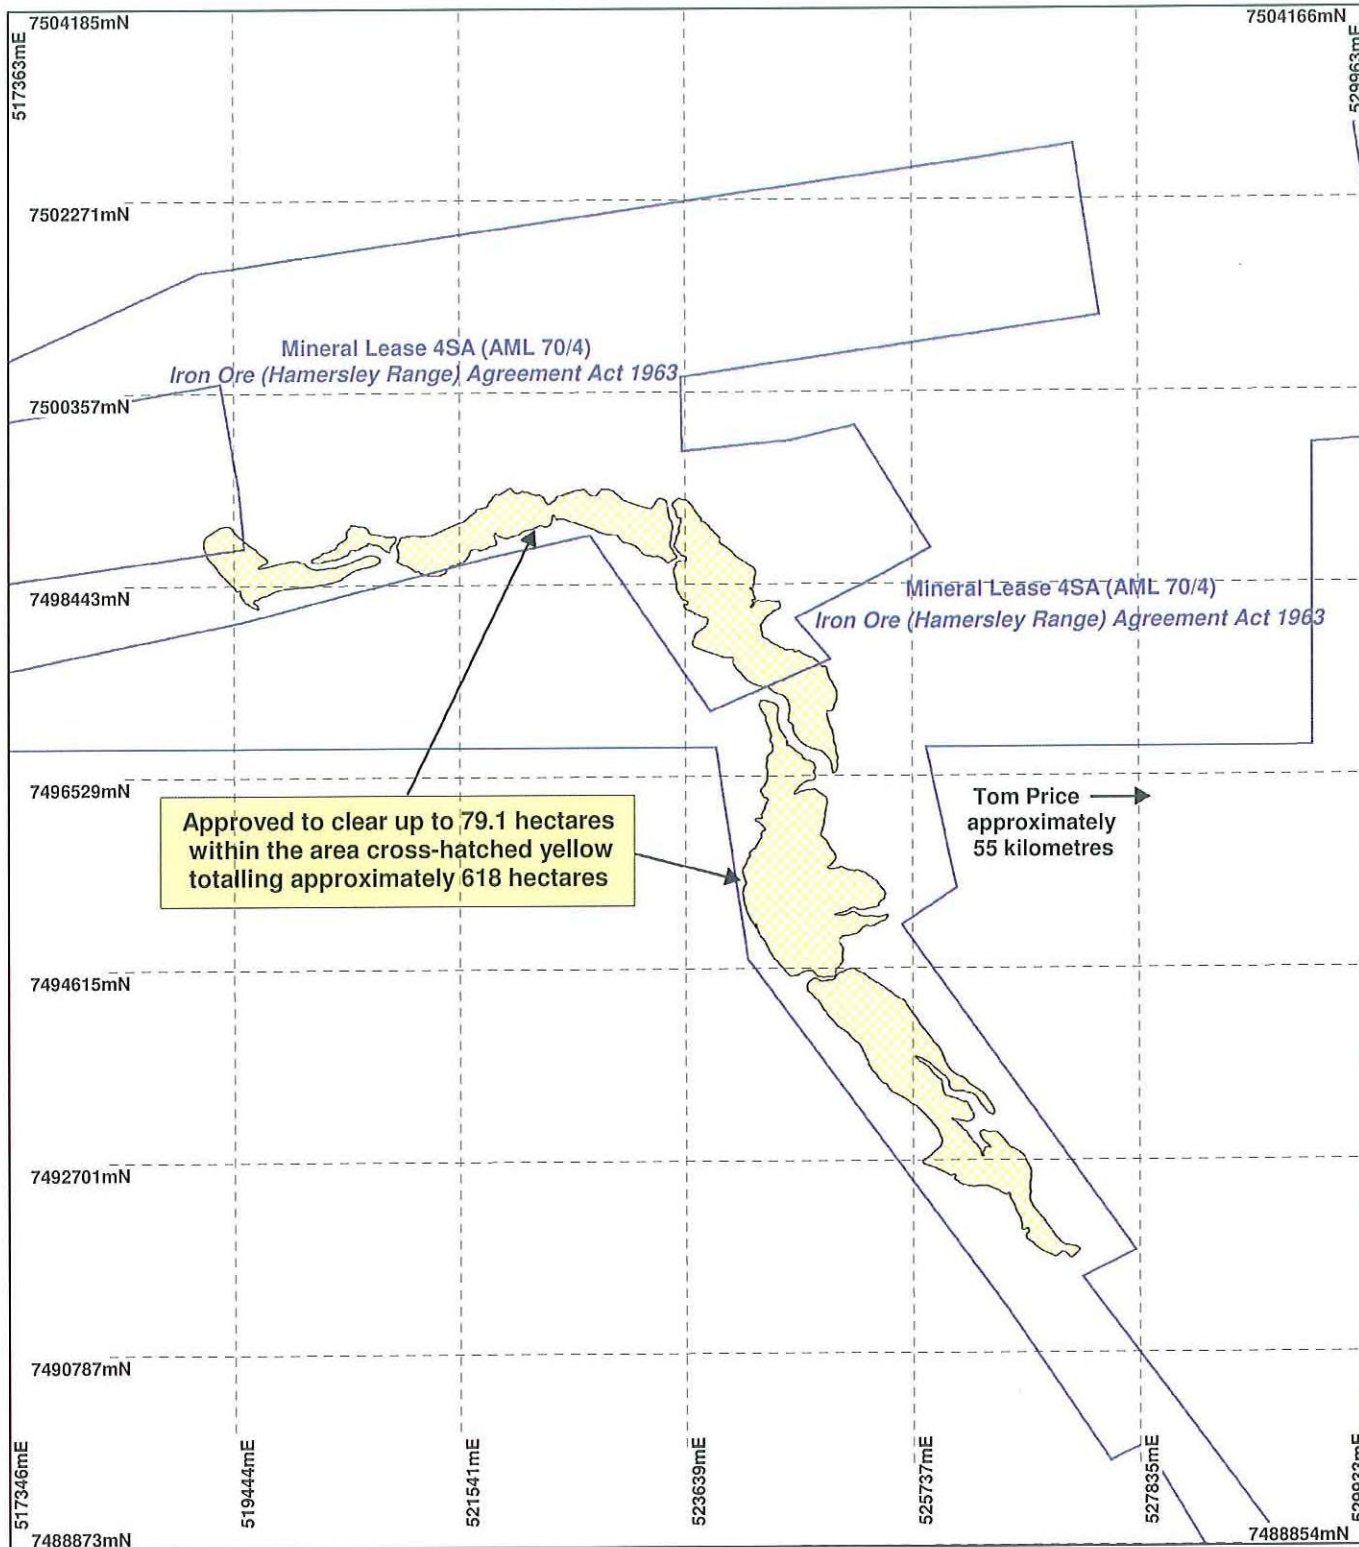 7504185mN
7504166mN
517363mE
529963mE
7502271mN
Mineral Lease 4SA (AML 70/4)
Iron Ore (Hamersley Range) Agreement Act 1963
7500357mN
7498443mN
Mineral Lease 4SA (AML 70/4)
Iron Ore (Hamersley Range) Agreement Act 1963
7496529mN
Tom Price
approximately
55 kilometres
Approved to clear up to 79.1 hectares
within the area cross-hatched yellow
totalling approximately 618 hectares
7494615mN
7492701mN
7490787mN
517346mE
519444mE
521541mE
523639mE
525737mE
527835mE
7488873mN
7488854mN